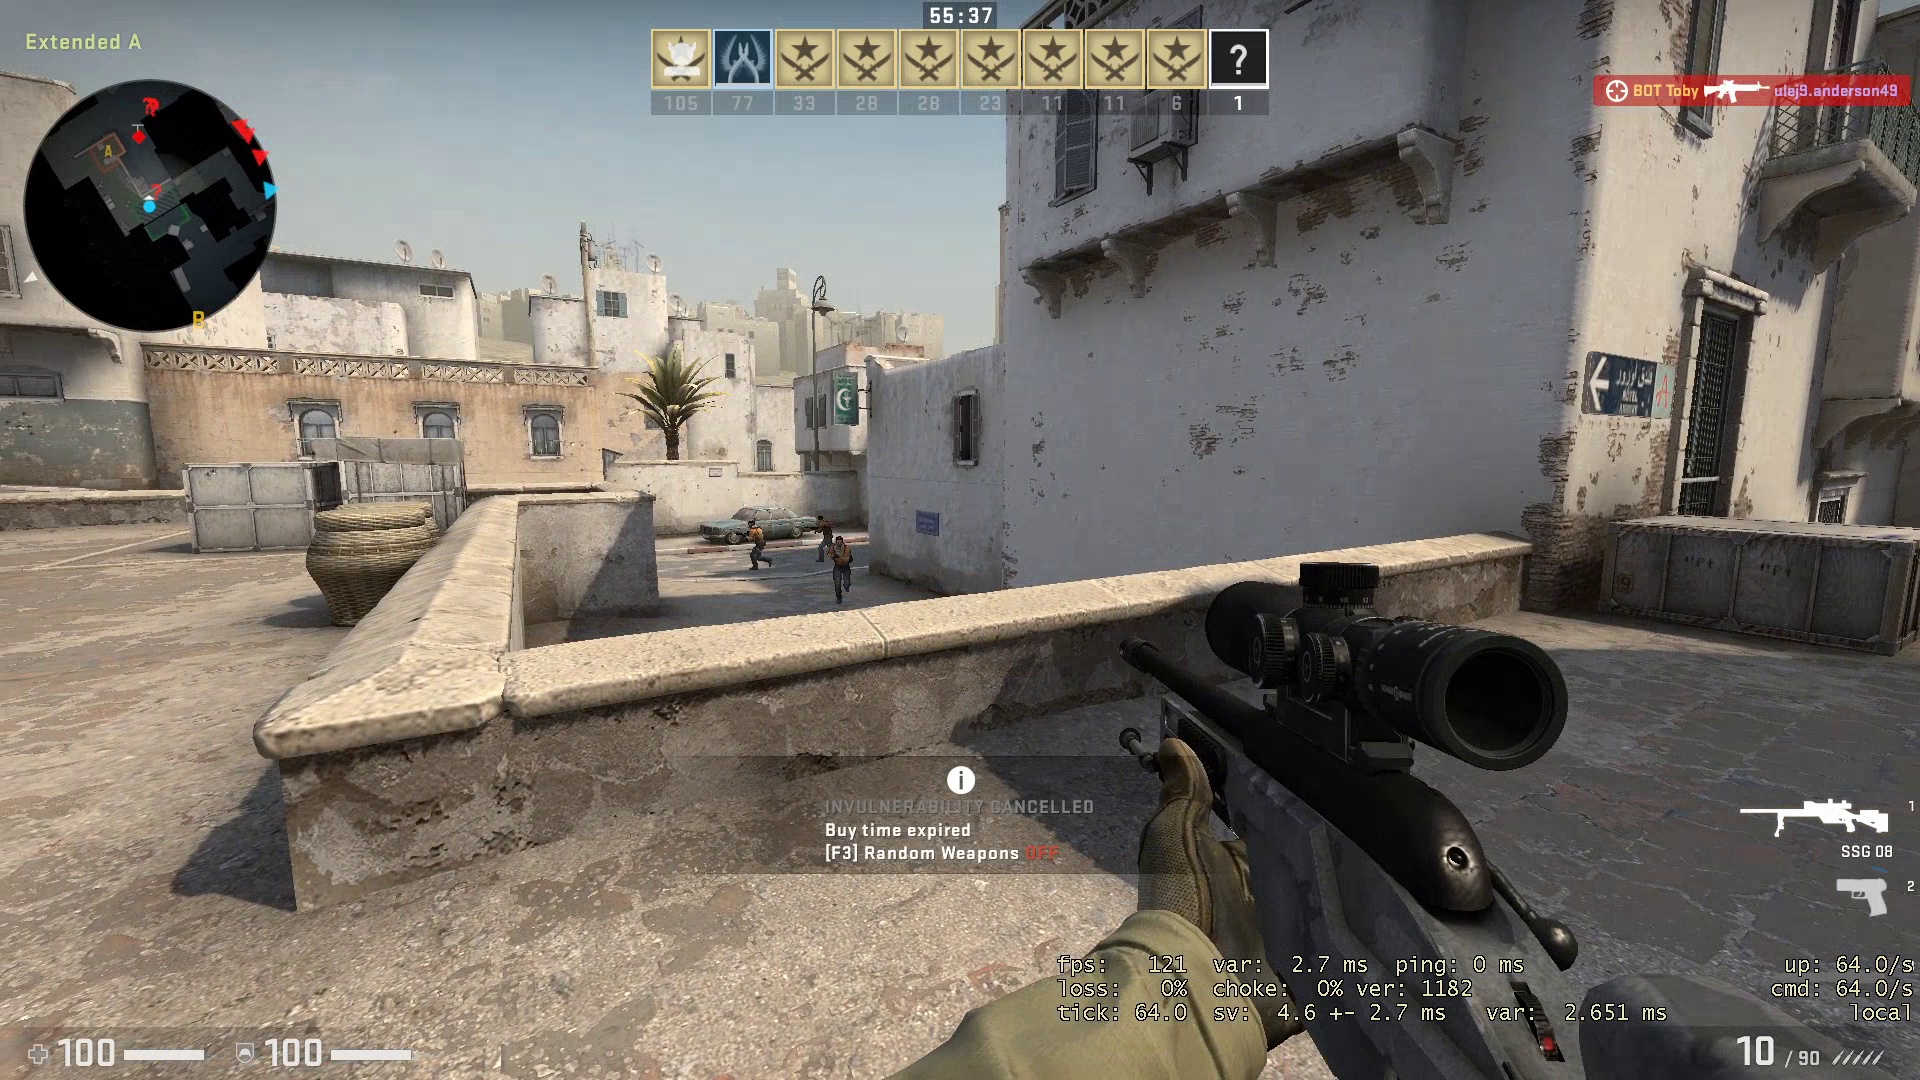 55:37
Extended A
?
105 77 33 28 28 23 11 11 6 1
BOT Toby ulej9.anderson49
A
B
HOTEL
A
INVULNERABILITY CANCELLED
Buy time expired
[F3] Random Weapons OFF
1
SSG 08
2
fps: 121 var: 2.7 ms ping: 0 ms up: 64.0/s
loss: 0% choke: 0% ver: 1182 cmd: 64.0/s
tick: 64.0 sv: 4.6 +- 2.7 ms var: 2.651 ms local
100 100 10 / 90